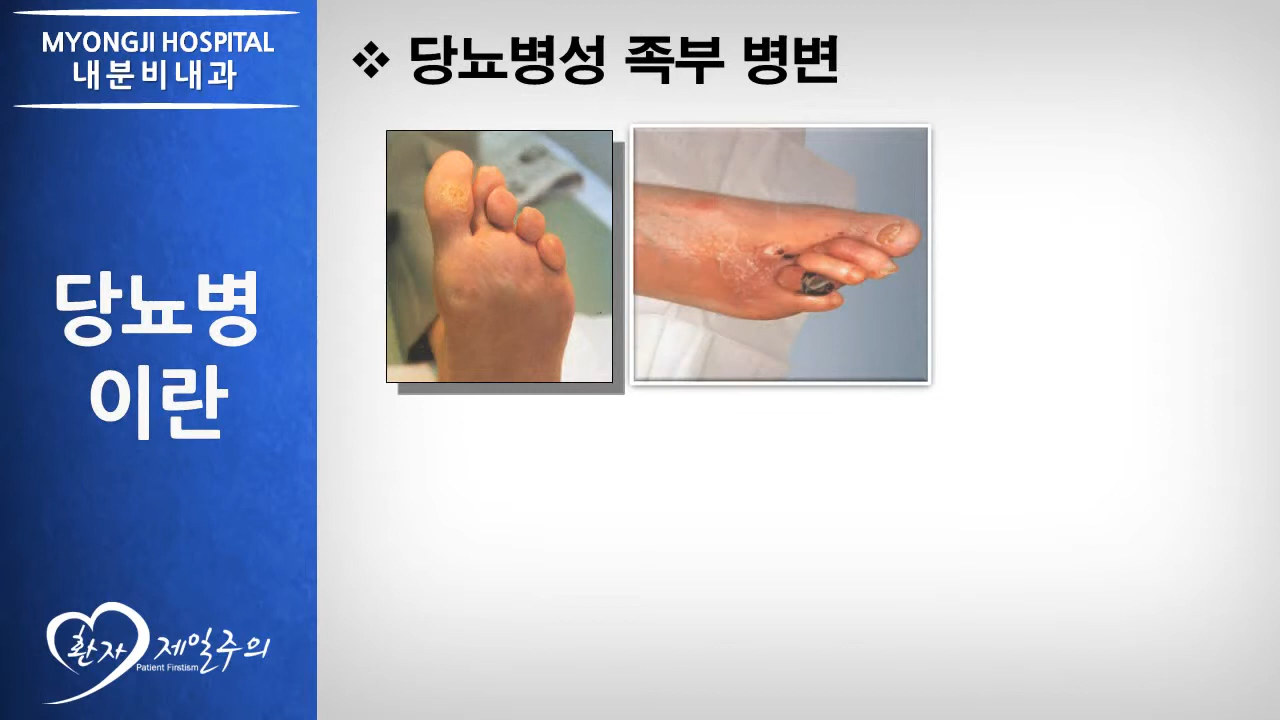 MYONGJI HOSPITAL
내분비내과
당뇨병
이란
환자제일주의
Patient Firstism
❖ 당뇨병성 족부 병변